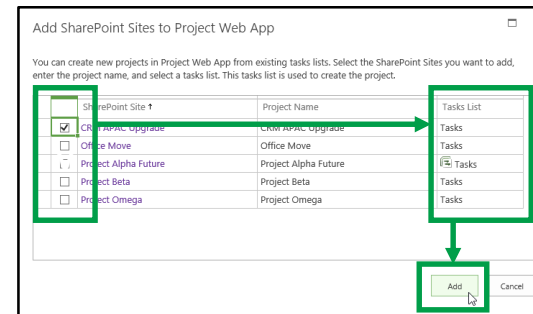 Add SharePoint Sites to Project Web App
You can create new projects in Project Web App from existing tasks lists. Select the SharePoint Sites you want to add,
enter the project name, and select a tasks list. This tasks list is used to create the project.
SharePoint Site ↑ Project Name Tasks List
CRM APAC Upgrade CRM APAC Upgrade Tasks
Office Move Office Move Tasks
Project Alpha Future Project Alpha Future Tasks
Project Beta Project Beta Tasks
Project Omega Project Omega Tasks
Add Cancel